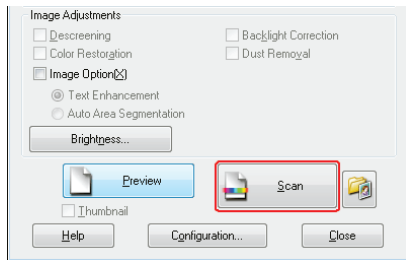 Image Adjustments
Descreening
Backlight Correction
Color Restoration
Dust Removal
Image Option(X)
Text Enhancement
Auto Area Segmentation
Brightness...
Preview
Scan
Thumbnail
Help
Configuration...
Close